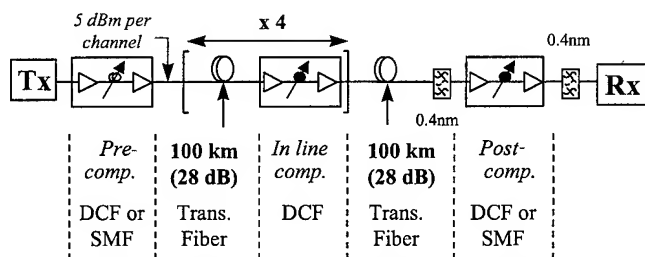 5 dBm per
channel
x 4
0.4nm
Tx
Rx
0.4nm
Pre-
comp.
DCF or
SMF
100 km
(28 dB)
Trans.
Fiber
In line
comp.
DCF
100 km
(28 dB)
Trans.
Fiber
Post-
comp.
DCF or
SMF